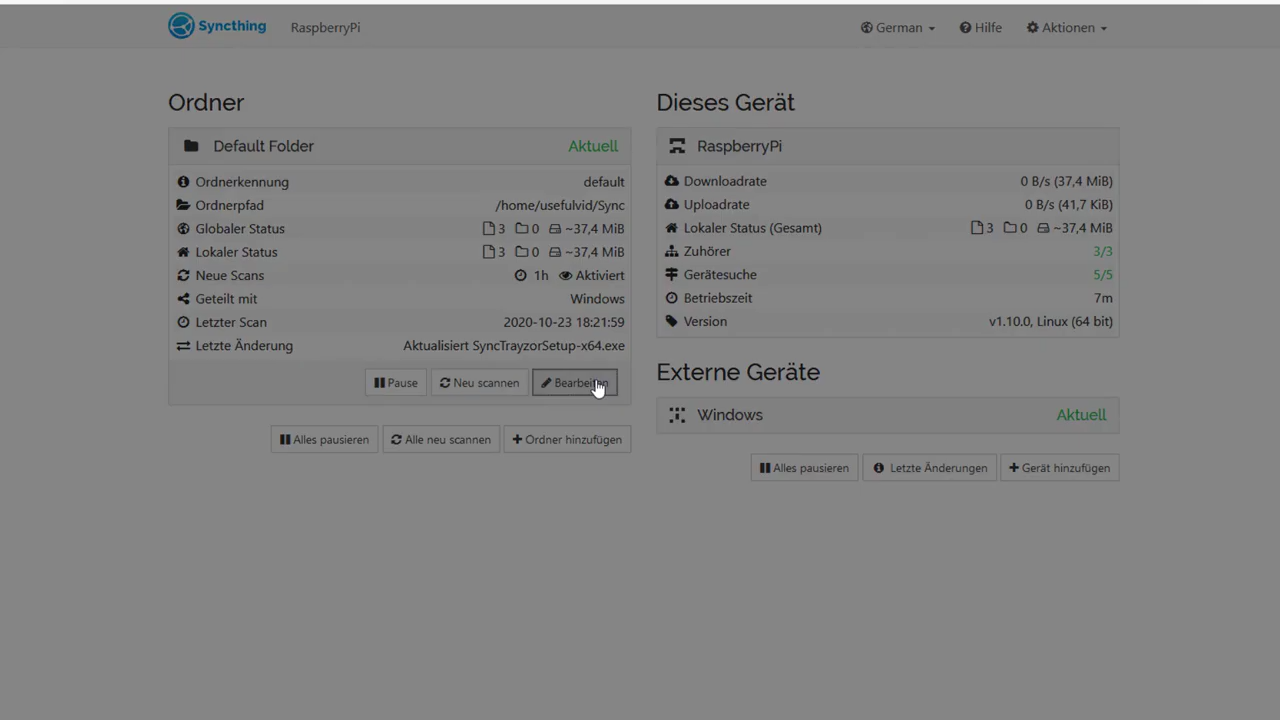 Syncthing RaspberryPi German Hilfe Aktionen
Ordner
Default Folder Aktuell
Ordnerkennung default
Ordnerpfad /home/usefulvid/Sync
Globaler Status 3 0 ~37,4 MiB
Lokaler Status 3 0 ~37,4 MiB
Neue Scans 1h Aktiviert
Geteilt mit Windows
Letzter Scan 2020-10-23 18:21:59
Letzte Änderung Aktualisiert SyncTrayzorSetup-x64.exe
Pause Neu scannen Bearbeiten
Alles pausieren Alle neu scannen Ordner hinzufügen
Dieses Gerät
RaspberryPi
Downloadrate 0 B/s (37,4 MiB)
Uploadrate 0 B/s (41,7 KiB)
Lokaler Status (Gesamt) 3 0 ~37,4 MiB
Zuhörer 3/3
Gerätesuche 5/5
Betriebszeit 7m
Version v1.10.0, Linux (64 bit)
Externe Geräte
Windows Aktuell
Alles pausieren Letzte Änderungen Gerät hinzufügen